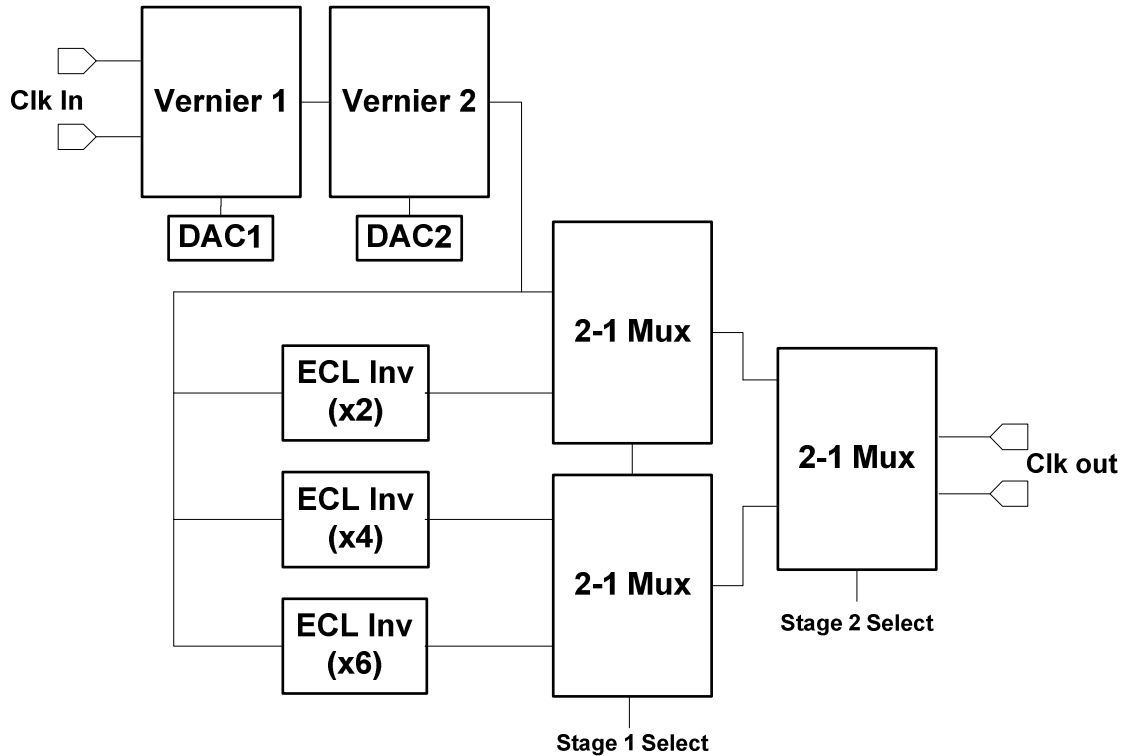 Clk In
Vernier 1
Vernier 2
DAC1
DAC2
2-1 Mux
ECL Inv
(x2)
2-1 Mux
Clk out
ECL Inv
(x4)
2-1 Mux
ECL Inv
(x6)
Stage 2 Select
Stage 1 Select